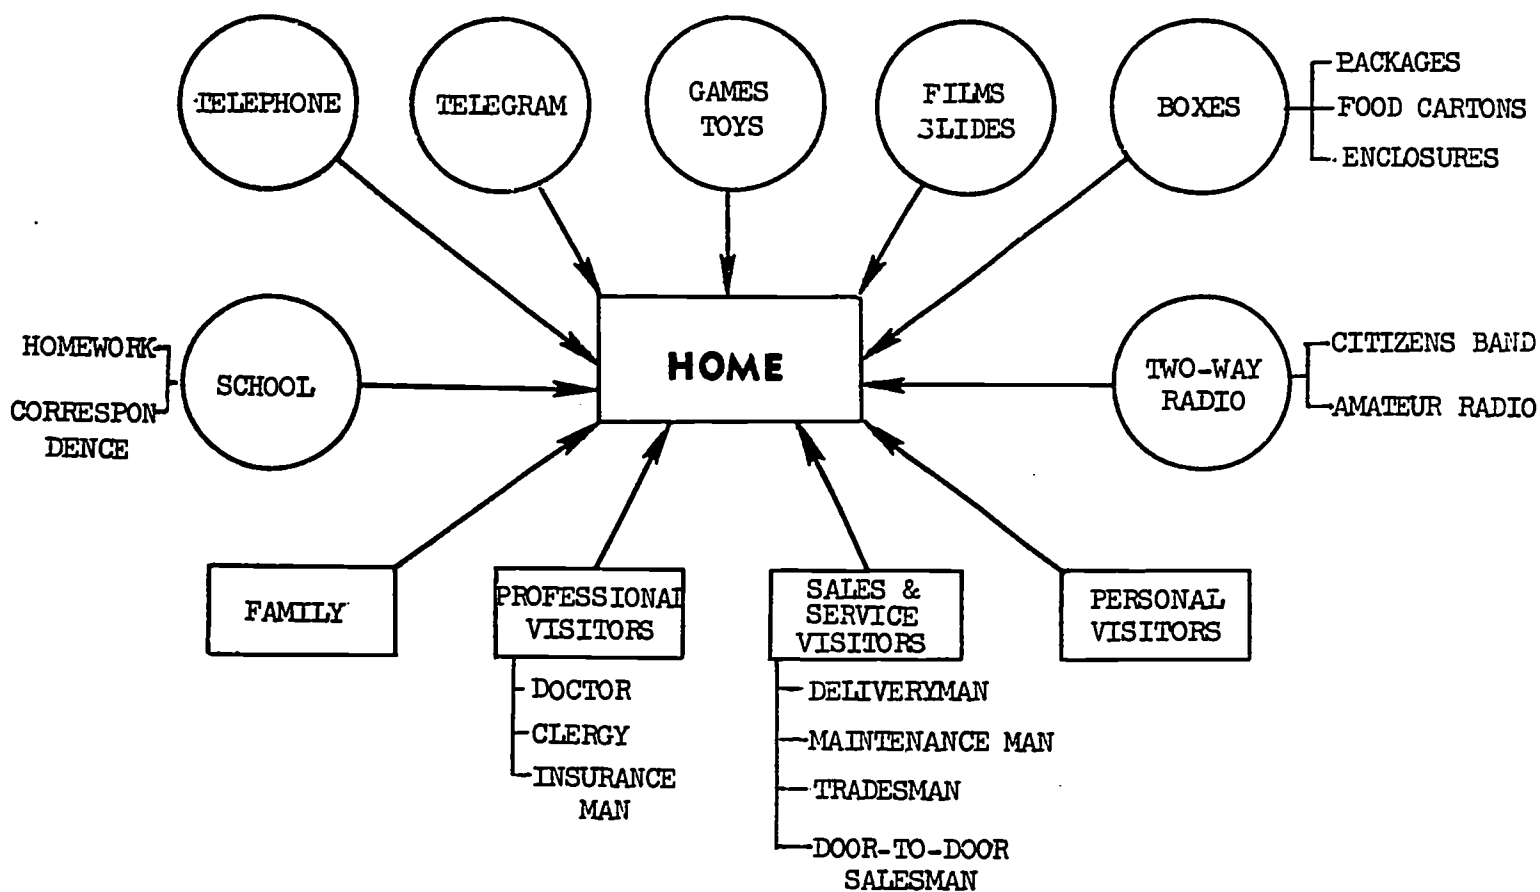 TELEPHONE
TELEGRAM
GAMES
TOYS
FILMS
SLIDES
BOXES
PACKAGES
FOOD CARTONS
ENCLOSURES
HOMEWORK
CORRESPON
DENCE
SCHOOL
HOME
TWO-WAY
RADIO
CITIZENS BAND
AMATEUR RADIO
FAMILY
PROFESSIONAL
VISITORS
DOCTOR
CLERGY
INSURANCE
MAN
SALES &
SERVICE
VISITORS
DELIVERYMAN
MAINTENANCE MAN
TRADESMAN
DOOR-TO-DOOR
SALESMAN
PERSONAL
VISITORS